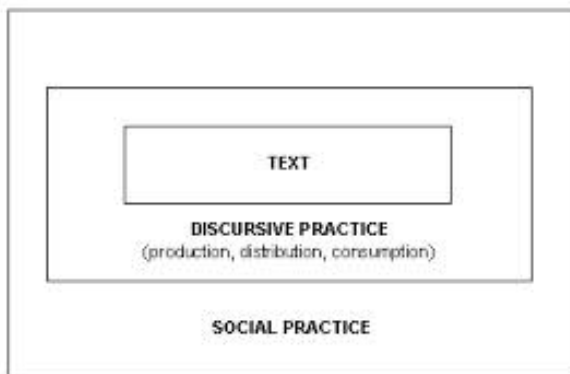 TEXT
DISCURSIVE PRACTICE
(production, distribution, consumption)
SOCIAL PRACTICE